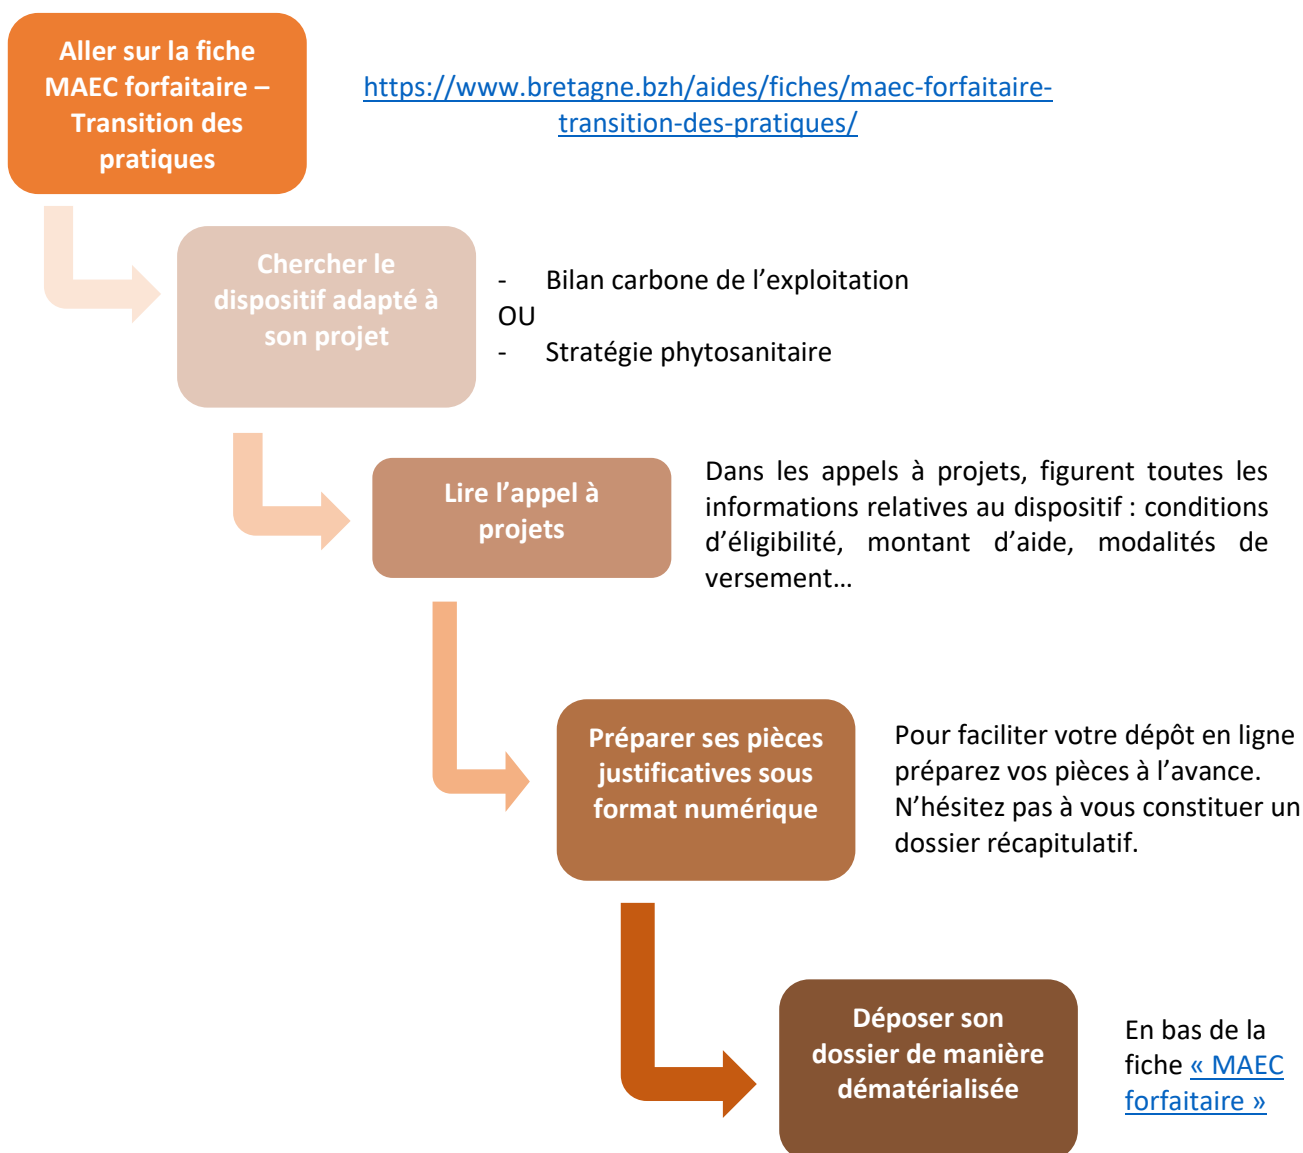 Aller sur la fiche
MAEC forfaitaire –
Transition des
pratiques
https://www.bretagne.bzh/aides/fiches/maec-forfaitaire-
transition-des-pratiques/
Chercher le
dispositif adapté à
son projet
- Bilan carbone de l’exploitation
OU
- Stratégie phytosanitaire
Lire l’appel à
projets
Dans les appels à projets, figurent toutes les
informations relatives au dispositif : conditions
d’éligibilité, montant d’aide, modalités de
versement…
Préparer ses pièces
justificatives sous
format numérique
Pour faciliter votre dépôt en ligne
préparez vos pièces à l’avance.
N’hésitez pas à vous constituer un
dossier récapitulatif.
Déposer son
dossier de manière
dématérialisée
En bas de la
fiche « MAEC
forfaitaire »